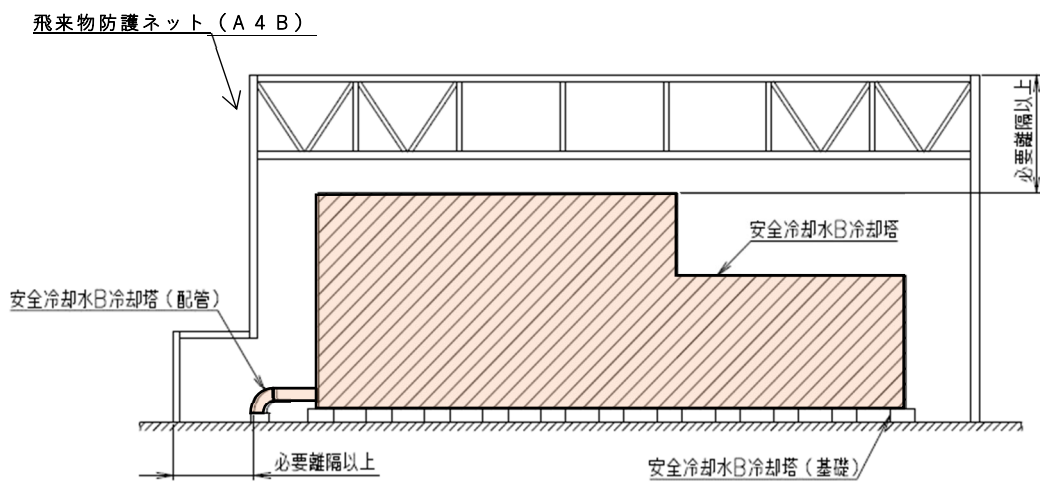 飛来物防護ネット（Ａ４Ｂ）
必要離隔以上
安全冷却水B冷却塔
安全冷却水B冷却塔（配管）
必要離隔以上
安全冷却水B冷却塔（基礎）